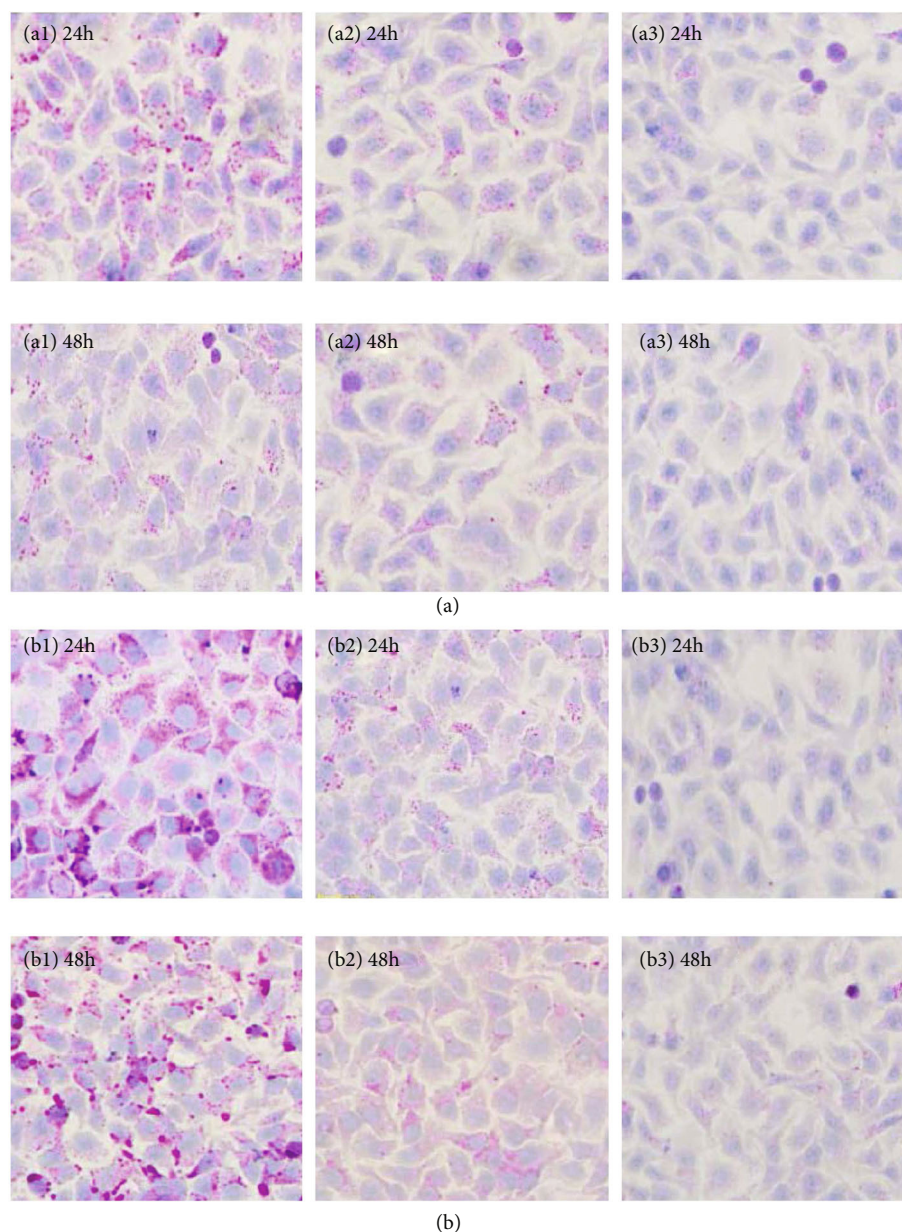 (a1) 24h
(a2) 24h
(a3) 24h
(a1) 48h
(a2) 48h
(a3) 48h
(a)
(b1) 24h
(b2) 24h
(b3) 24h
(b1) 48h
(b2) 48h
(b3) 48h
(b)